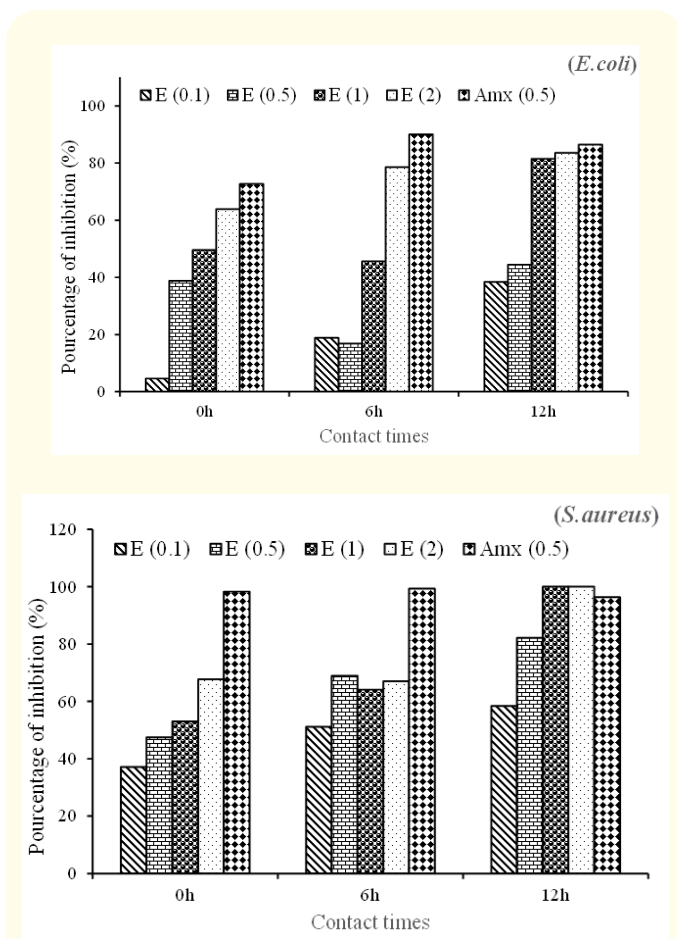 (E.coli)
E (0.1) E (0.5) E (1) E (2) Amx (0.5)
100
80
60
40
20
0
Pourcentage of inhibition (%)
0h 6h 12h
Contact times
(S.aureus)
120
E (0.1) E (0.5) E (1) E (2) Amx (0.5)
100
80
60
40
20
0
Pourcentage of inhibition (%)
0h 6h 12h
Contact times